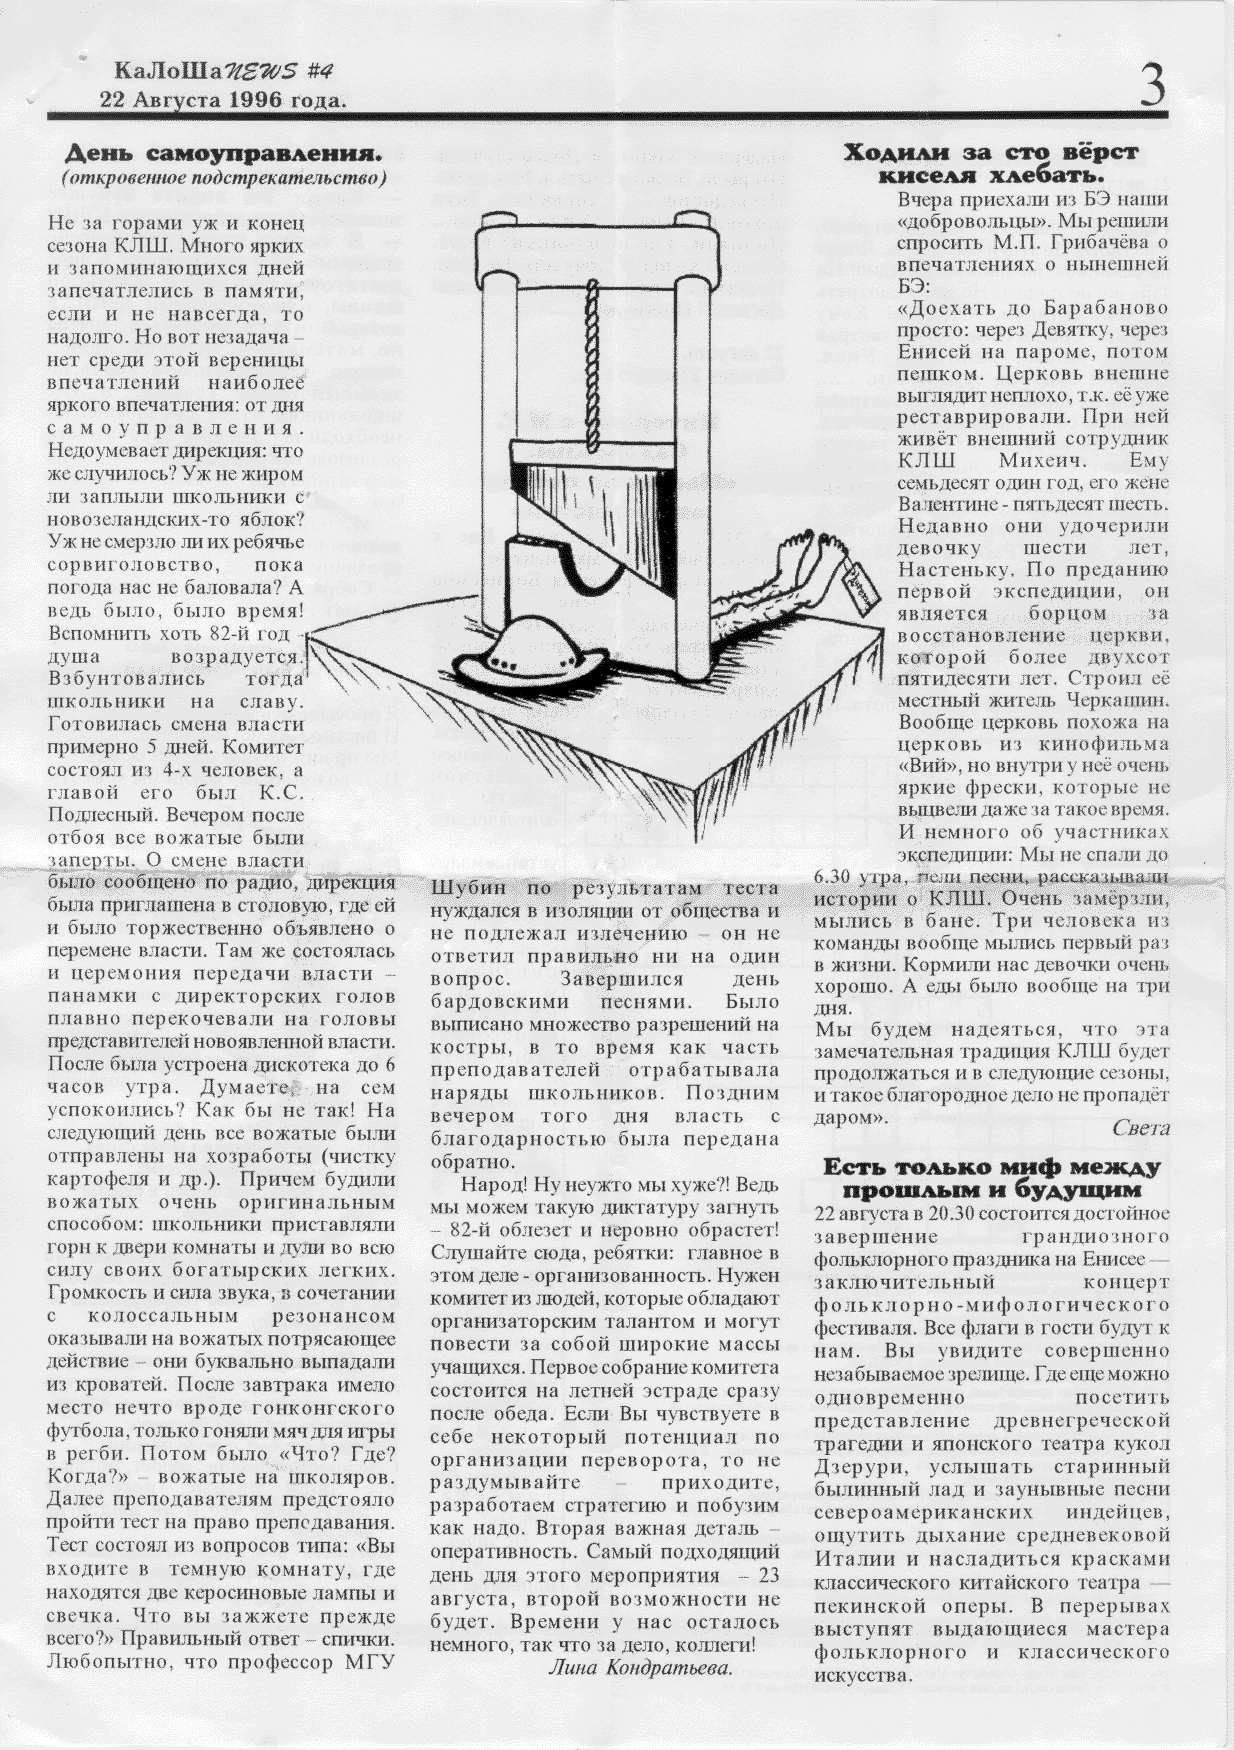 КаЛоШаNEWS #4
22 Августа 1996 года.
3
День самоуправления.
(откровенное подстрекательство)
Не за горами уж и конец
сезона КЛШ. Много ярких
и запоминающихся дней
запечатлелись в памяти,
если и не навсегда, то
надолго. Но вот незадача –
нет среди этой вереницы
впечатлений наиболее
яркого впечатления: от дня
самоуправления.
Недоумевает дирекция: что
же случилось? Уж не жиром
ли заплыли школьники с
новозеландских-то яблок?
Уж не смерзло ли их ребячье
сорвиголовство, пока
погода нас не баловала? А
ведь было, было время!
Вспомнить хоть 82-й год -
душа возрадуется.
Взбунтовались тогда
школьники на славу.
Готовилась смена власти
примерно 5 дней. Комитет
состоял из 4-х человек, а
главой его был К.С.
Подлесный. Вечером после
отбоя все вожатые были
заперты. О смене власти
было сообщено по радио, дирекция
была приглашена в столовую, где ей
и было торжественно объявлено о
перемене власти. Там же состоялась
и церемония передачи власти –
панамки с директорских голов
плавно перекочевали на головы
представителей новоявленной власти.
После была устроена дискотека до 6
часов утра. Думаете, на сем
успокоились? Как бы не так! На
следующий день все вожатые были
отправлены на хозработы (чистку
картофеля и др.). Причем будили
вожатых очень оригинальным
способом: школьники приставляли
горн к двери комнаты и дули во всю
силу своих богатырских легких.
Громкость и сила звука, в сочетании
с колоссальным резонансом
оказывали на вожатых потрясающее
действие – они буквально выпадали
из кроватей. После завтрака имело
место нечто вроде гонконгского
футбола, только гоняли мяч для игры
в регби. Потом было «Что? Где?
Когда?» – вожатые на школяров.
Далее преподавателям предстояло
пройти тест на право преподавания.
Тест состоял из вопросов типа: «Вы
входите в темную комнату, где
находятся две керосиновые лампы и
свечка. Что вы зажжете прежде
всего?» Правильный ответ – спички.
Любопытно, что профессор МГУ
Шубин по результатам теста
нуждался в изоляции от общества и
не подлежал излечению – он не
ответил правильно ни на один
вопрос. Завершился день
бардовскими песнями. Было
выписано множество разрешений на
костры, в то время как часть
преподавателей отрабатывала
наряды школьников. Поздним
вечером того дня власть с
благодарностью была передана
обратно.
Народ! Ну неужто мы хуже?! Ведь
мы можем такую диктатуру загнуть
– 82-й облезет и неровно обрастет!
Слушайте сюда, ребятки: главное в
этом деле - организованность. Нужен
комитет из людей, которые обладают
организаторским талантом и могут
повести за собой широкие массы
учащихся. Первое собрание комитета
состоится на летней эстраде сразу
после обеда. Если Вы чувствуете в
себе некоторый потенциал по
организации переворота, то не
раздумывайте – приходите,
разработаем стратегию и побузим
как надо. Вторая важная деталь –
оперативность. Самый подходящий
день для этого мероприятия – 23
августа, второй возможности не
будет. Времени у нас осталось
немного, так что за дело, коллеги!
Лина Кондратьева.
Ходили за сто вёрст
киселя хлебать.
Вчера приехали из БЭ наши
«добровольцы». Мы решили
спросить М.П. Грибачёва о
впечатлениях о нынешней
БЭ:
«Доехать до Барабаново
просто: через Девятку, через
Енисей на пароме, потом
пешком. Церковь внешне
выглядит неплохо, т.к. её уже
реставрировали. При ней
живёт внешний сотрудник
КЛШ Михеич. Ему
семьдесят один год, его жене
Валентине - пятьдесят шесть.
Недавно они удочерили
девочку шести лет,
Настеньку. По преданию
первой экспедиции, он
является борцом за
восстановление церкви,
которой более двухсот
пятидесяти лет. Строил её
местный житель Черкашин.
Вообще церковь похожа на
церковь из кинофильма
«Вий», но внутри у неё очень
яркие фрески, которые не
выцвели даже за такое время.
И немного об участниках
экспедиции: Мы не спали до
6.30 утра, пели песни, рассказывали
истории о КЛШ. Очень замёрзли,
мылись в бане. Три человека из
команды вообще мылись первый раз
в жизни. Кормили нас девочки очень
хорошо. А еды было вообще на три
дня.
Мы будем надеяться, что эта
замечательная традиция КЛШ будет
продолжаться и в следующие сезоны,
и такое благородное дело не пропадёт
даром».
Света
Есть только миф между
прошлым и будущим
22 августа в 20.30 состоится достойное
завершение грандиозного
фольклорного праздника на Енисее —
заключительный концерт
фольклорно-мифологического
фестиваля. Все флаги в гости будут к
нам. Вы увидите совершенно
незабываемое зрелище. Где еще можно
одновременно посетить
представление древнегреческой
трагедии и японского театра кукол
Дзерури, услышать старинный
былинный лад и заунывные песни
североамериканских индейцев,
ощутить дыхание средневековой
Италии и насладиться красками
классического китайского театра —
пекинской оперы. В перерывах
выступят выдающиеся мастера
фольклорного и классического
искусства.